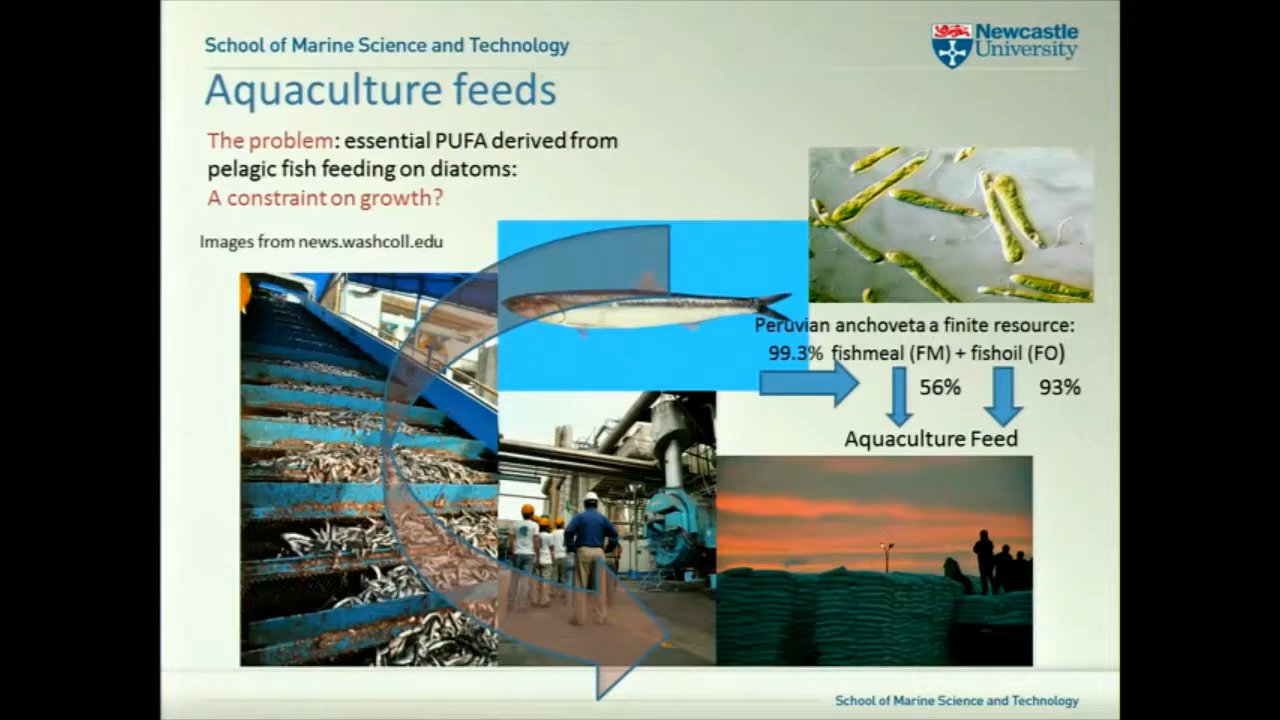 School of Marine Science and Technology
Newcastle
University
Aquaculture feeds
The problem: essential PUFA derived from
pelagic fish feeding on diatoms:
A constraint on growth?
Images from news.washcoll.edu
Peruvian anchoveta a finite resource:
99.3% fishmeal (FM) + fishoil (FO)
56% 93%
Aquaculture Feed
School of Marine Science and Technology